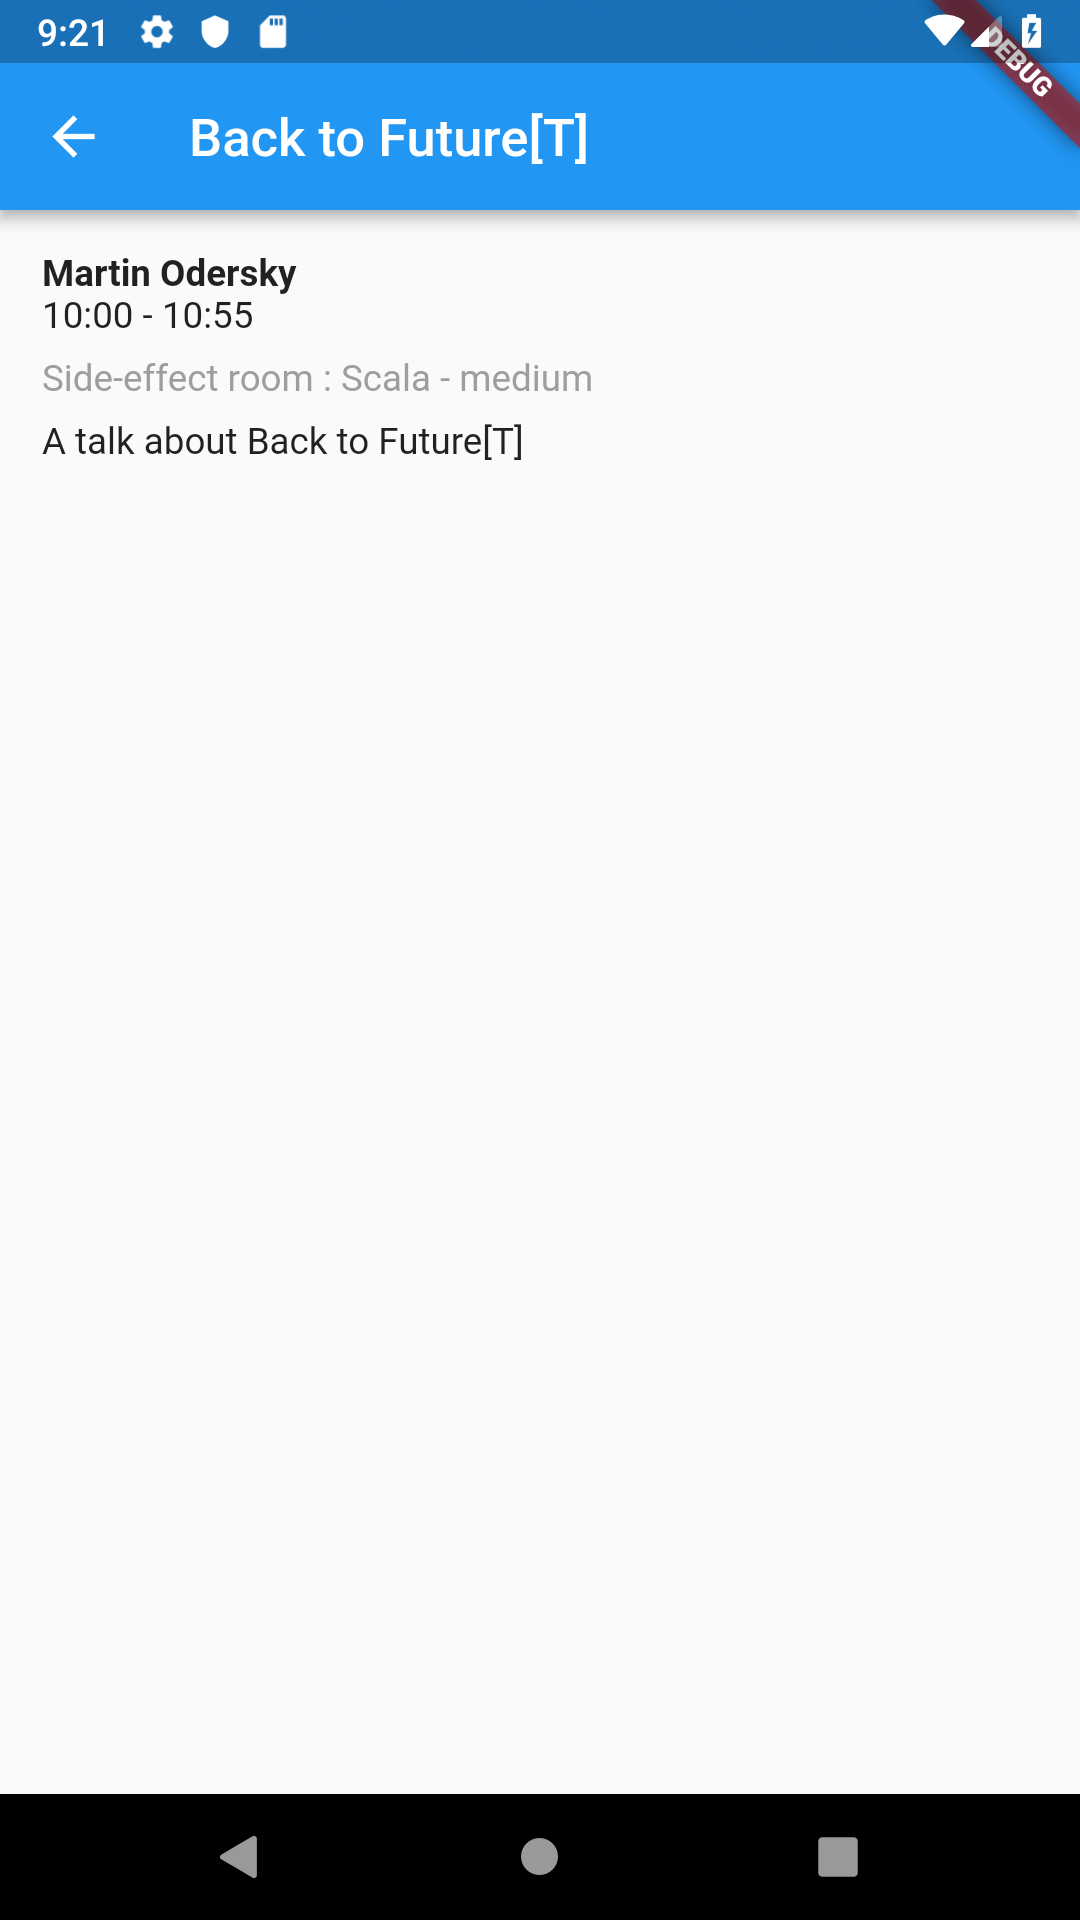 9:21
DEBUG
Back to Future[T]
Martin Odersky
10:00 - 10:55
Side-effect room : Scala - medium
A talk about Back to Future[T]